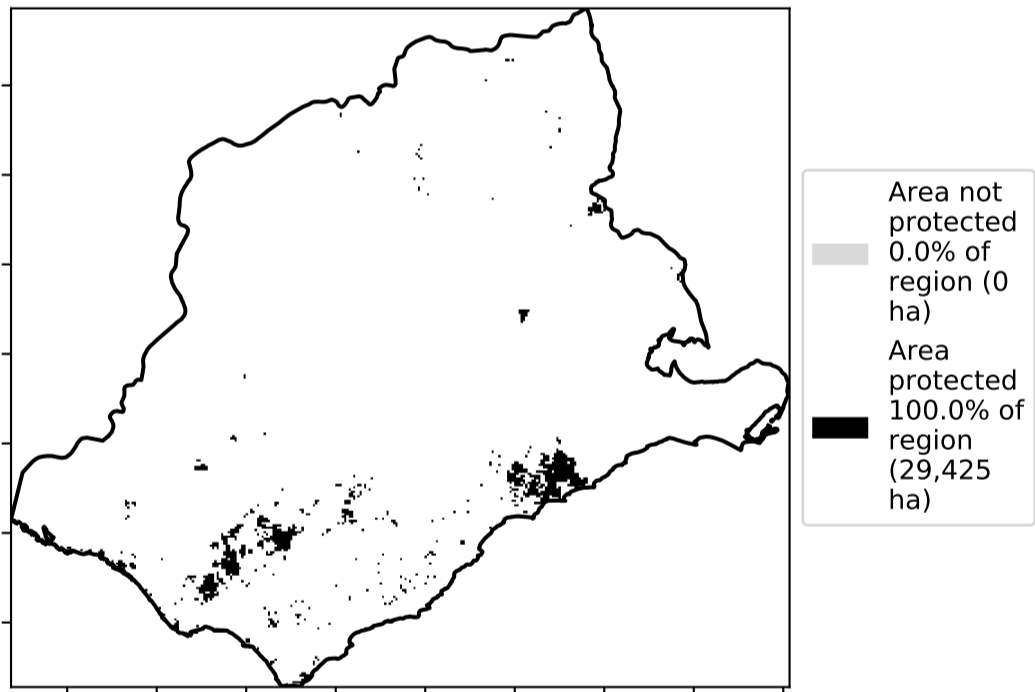 Area not
protected
0.0% of
region (0
ha)
Area
protected
100.0% of
region
(29,425
ha)